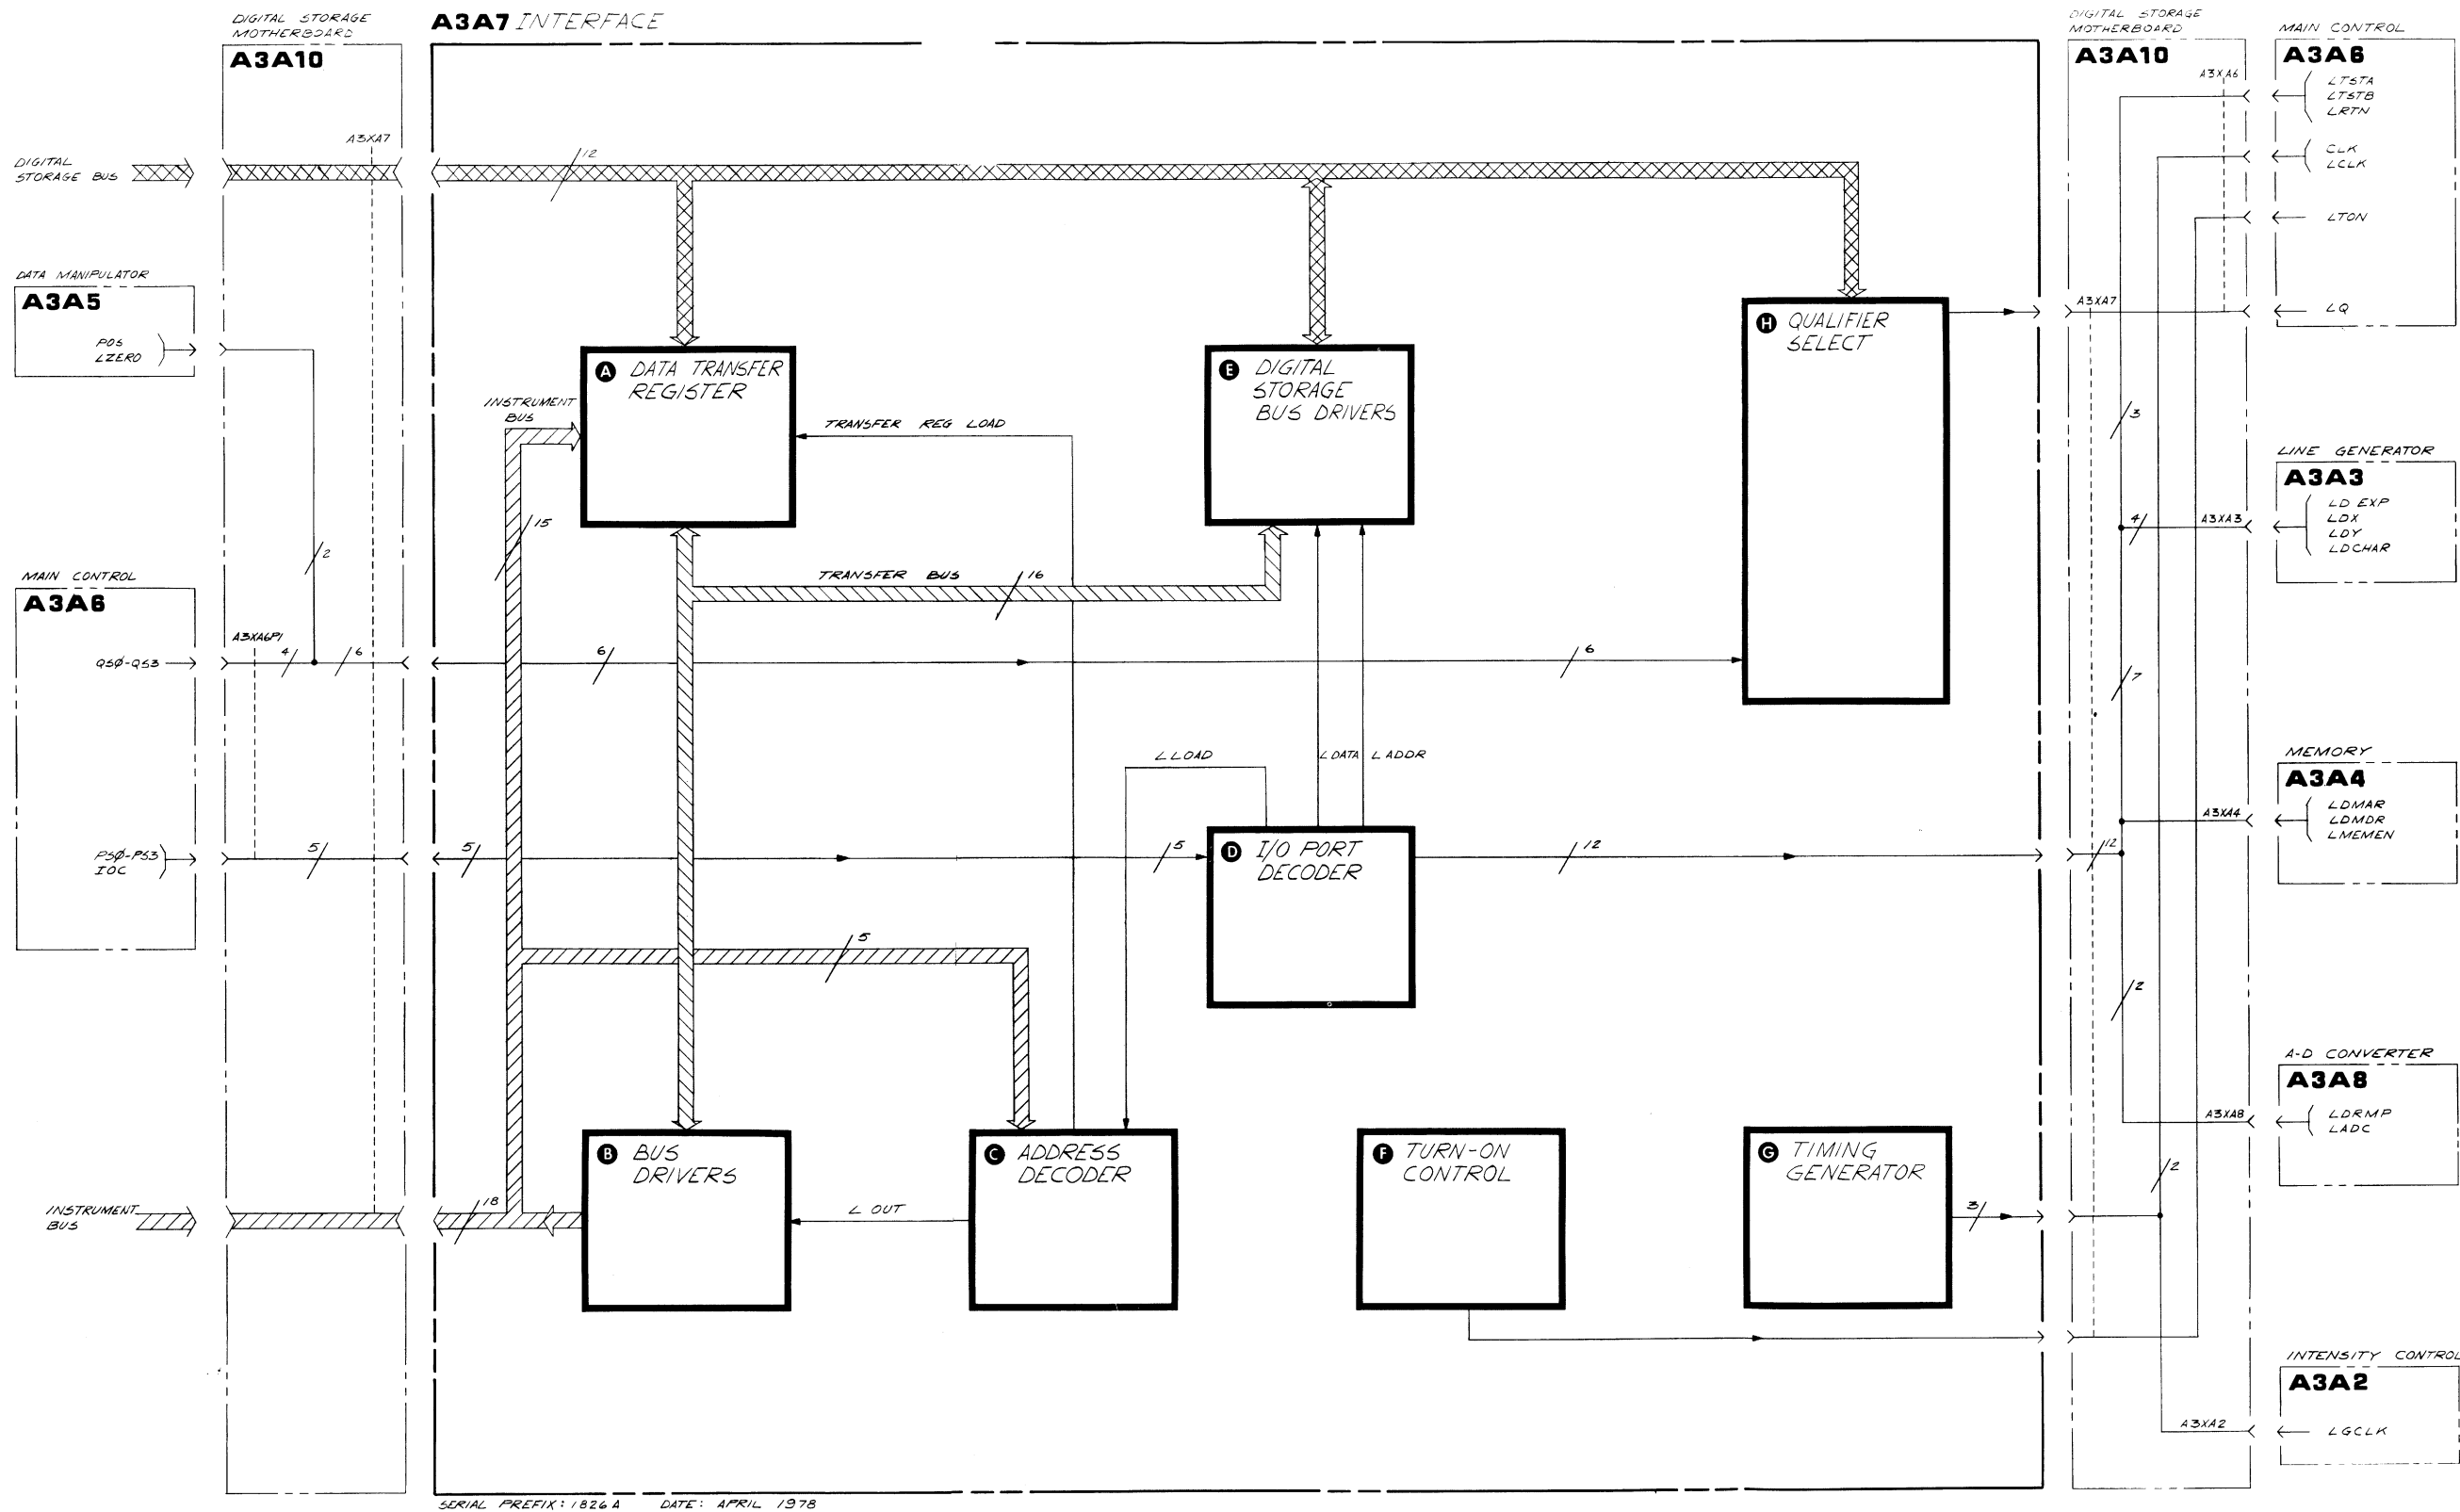 DIGITAL STORAGE
MOTHERBOARD
A3A10
A3XA7
DIGITAL
STORAGE BUS
DATA MANIPULATOR
A3A5
POS
LZERO
2
MAIN CONTROL
A3A6
A3XA6P1
QSØ-QS3
4
6
PSØ-PS3
IOC
5
INSTRUMENT
BUS
A3A7 INTERFACE
12
A DATA TRANSFER
REGISTER
INSTRUMENT
BUS
TRANSFER REG LOAD
15
TRANSFER BUS
16
E DIGITAL
STORAGE
BUS DRIVERS
H QUALIFIER
SELECT
6
6
L LOAD
LDATA
L ADDR
5
5
D I/O PORT
DECODER
12
5
B BUS
DRIVERS
18
L OUT
C ADDRESS
DECODER
F TURN-ON
CONTROL
G TIMING
GENERATOR
3
DIGITAL STORAGE
MOTHERBOARD
A3A10
A3XA6
A3XA7
3
4
A3XA3
7
A3XA4
12
2
A3XA8
2
A3XA2
MAIN CONTROL
A3A6
LTSTA
LTSTB
LRTN
CLK
LCLK
LTON
LQ
LINE GENERATOR
A3A3
LD EXP
LDX
LDY
LDCHAR
MEMORY
A3A4
LDMAR
LDMDR
LMEMEN
A-D CONVERTER
A3A8
LDRMP
LADC
INTENSITY CONTROL
A3A2
LGCLK
SERIAL PREFIX: 1826A DATE: APRIL 1978